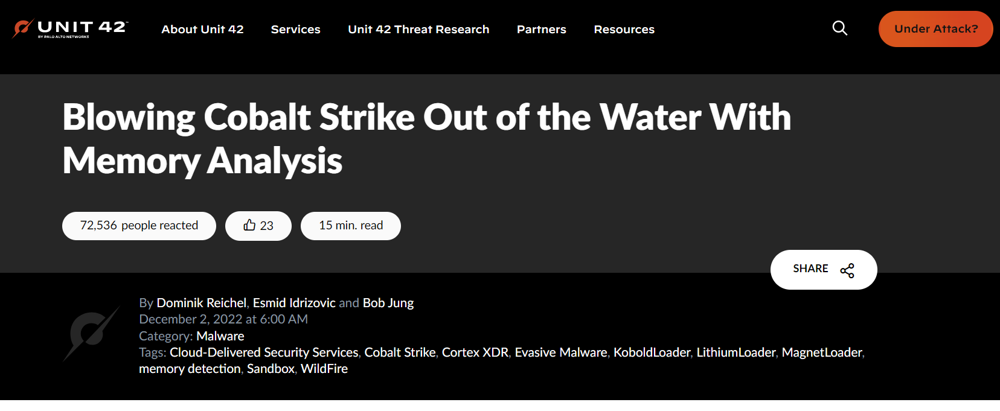 UNIT 42™
BY PALO ALTO NETWORKS
About Unit 42
Services
Unit 42 Threat Research
Partners
Resources
Under Attack?
Blowing Cobalt Strike Out of the Water With
Memory Analysis
72,536 people reacted
23
15 min. read
SHARE
By Dominik Reichel, Esmid Idrizovic and Bob Jung
December 2, 2022 at 6:00 AM
Category: Malware
Tags: Cloud-Delivered Security Services, Cobalt Strike, Cortex XDR, Evasive Malware, KoboldLoader, LithiumLoader, MagnetLoader,
memory detection, Sandbox, WildFire